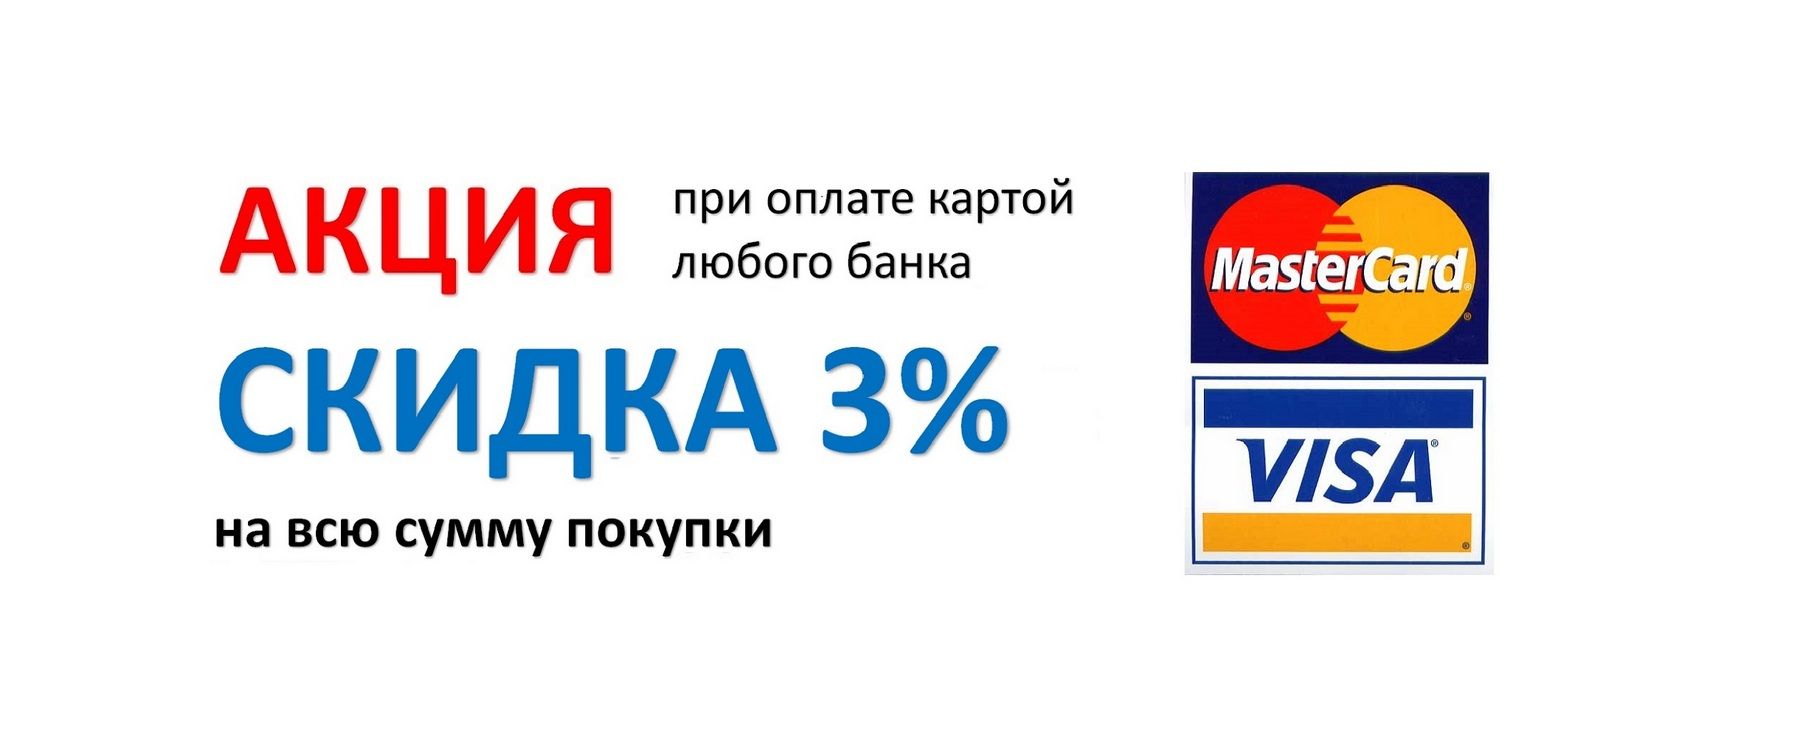 АКЦИЯ
при оплате картой
любого банка
СКИДКА 3%
на всю сумму покупки
MasterCard®
®
VISA®
®